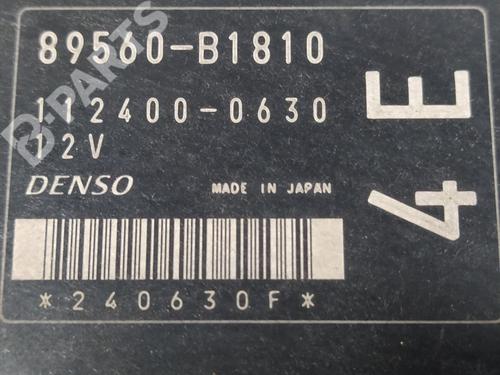 89560-B1810
112400-0630
12V
DENSO MADE IN JAPAN
*240630F*
4E
B-PARTS